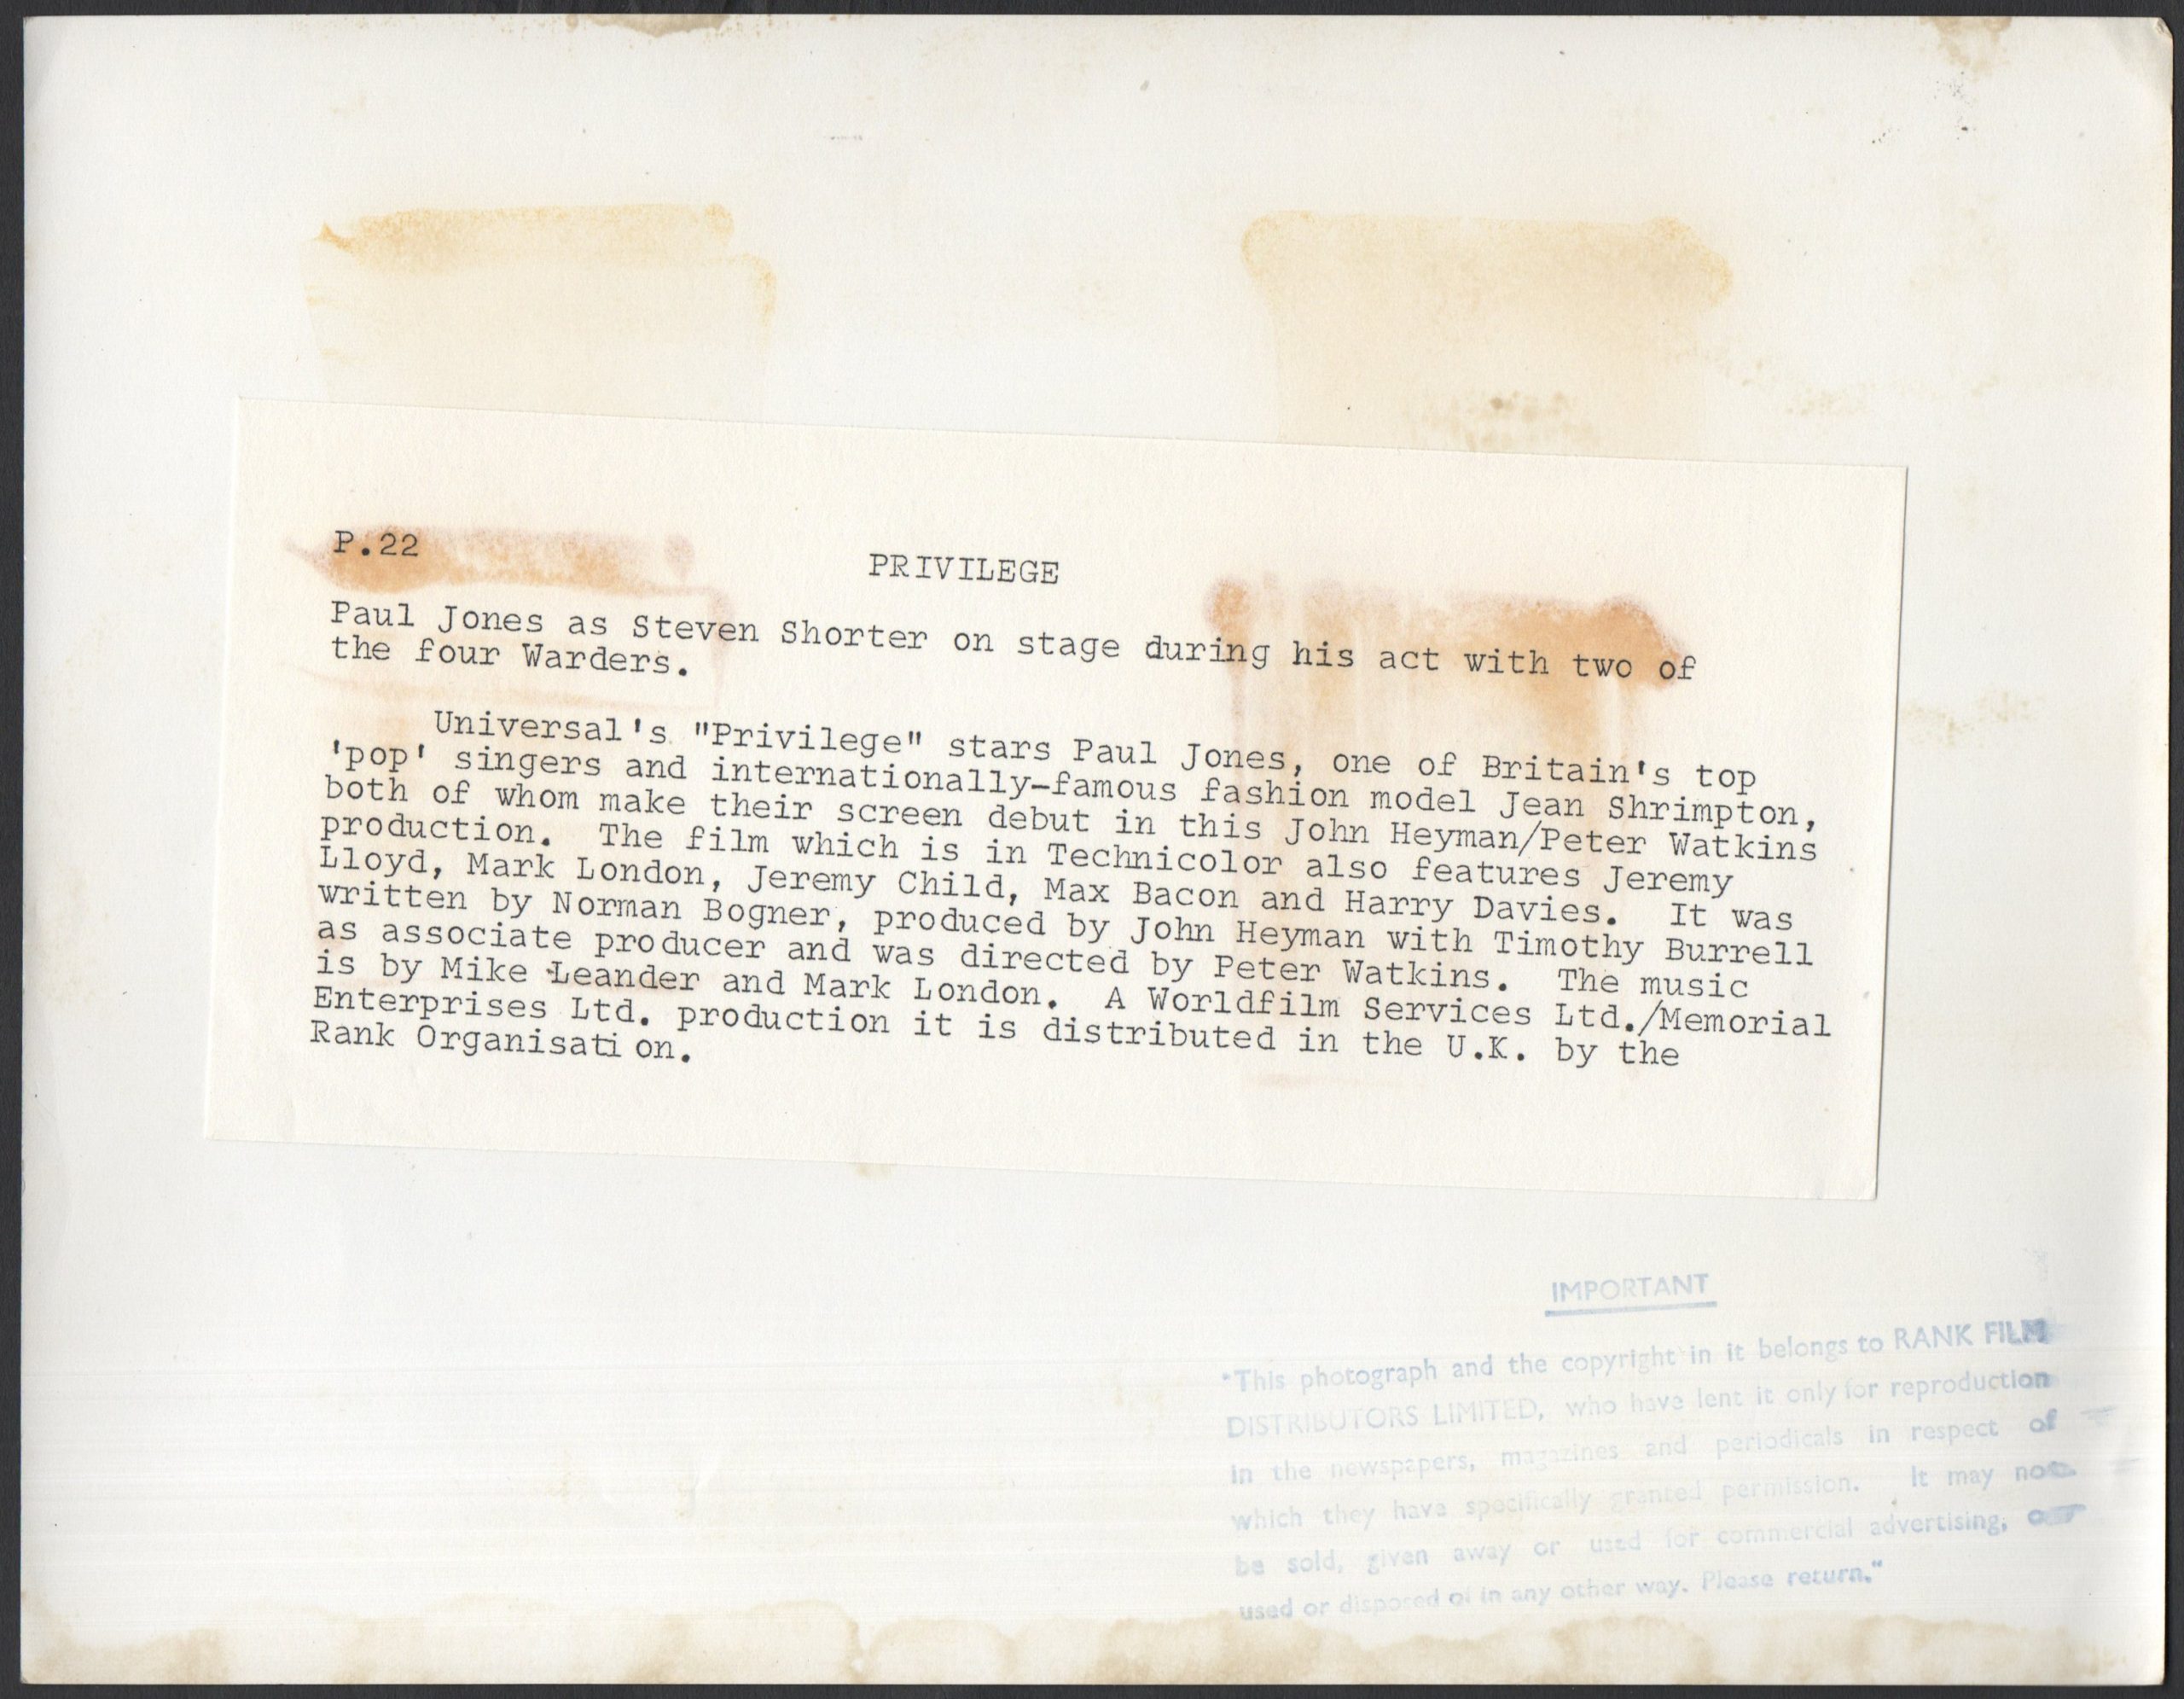 P.22
PRIVILEGE
Paul Jones as Steven Shorter on stage during his act with two of
the four Warders.
Universal's "Privilege" stars Paul Jones, one of Britain's top
'pop' singers and internationally-famous fashion model Jean Shrimpton,
both of whom make their screen debut in this John Heyman/Peter Watkins
production. The film which is in Technicolor also features Jeremy
Lloyd, Mark London, Jeremy Child, Max Bacon and Harry Davies. It was
written by Norman Bogner, produced by John Heyman with Timothy Burrell
as associate producer and was directed by Peter Watkins. The music
is by Mike Leander and Mark London. A Worldfilm Services Ltd./Memorial
Enterprises Ltd. production it is distributed in the U.K. by the
Rank Organisation.
IMPORTANT
"This photograph and the copyright in it belongs to RANK FILM
DISTRIBUTORS LIMITED, who have lent it only for reproduction
in the newspapers, magazines and periodicals in respect of
which they have specifically granted permission. It may not
be sold, given away or used for commercial advertising, or
used or disposed of in any other way. Please return."